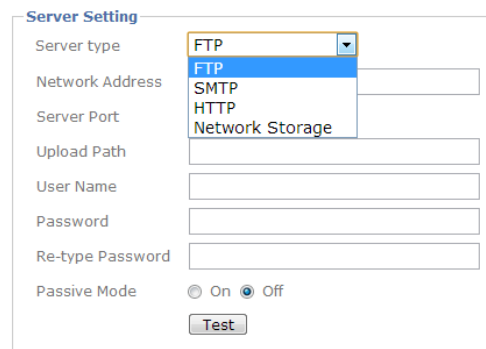 Server Setting
Server type FTP
FTP
Network Address
SMTP
HTTP
Server Port
Network Storage
Upload Path
User Name
Password
Re-type Password
Passive Mode On Off
Test